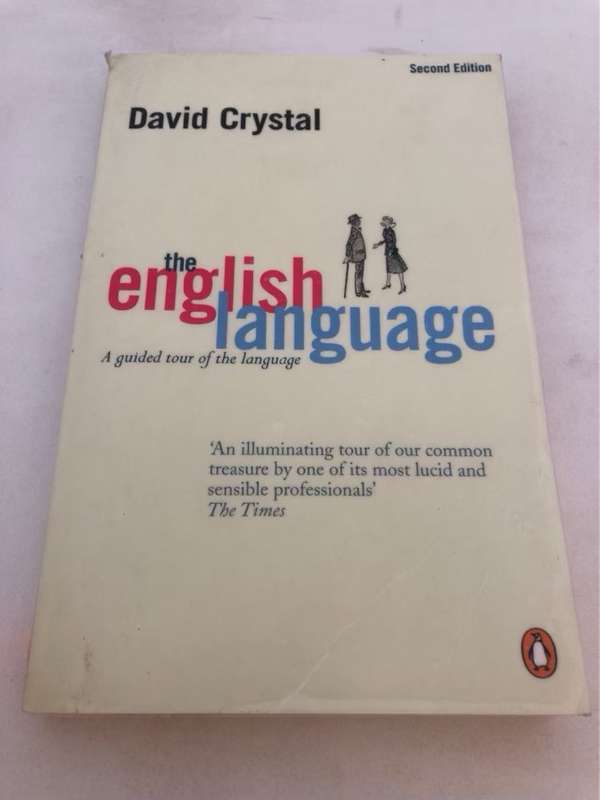 Second Edition
David Crystal
the
english
language
A guided tour of the language
'An illuminating tour of our common
treasure by one of its most lucid and
sensible professionals'
The Times